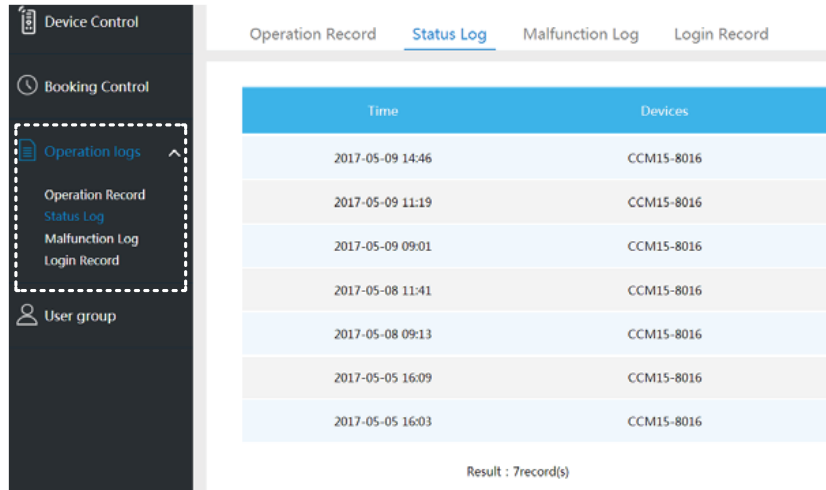 Device Control
Booking Control
Operation logs
Operation Record
Status Log
Malfunction Log
Login Record
User group
Operation Record Status Log Malfunction Log Login Record
Time Devices
2017-05-09 14:46 CCM15-8016
2017-05-09 11:19 CCM15-8016
2017-05-09 09:01 CCM15-8016
2017-05-08 11:41 CCM15-8016
2017-05-08 09:13 CCM15-8016
2017-05-05 16:09 CCM15-8016
2017-05-05 16:03 CCM15-8016
Result : 7record(s)